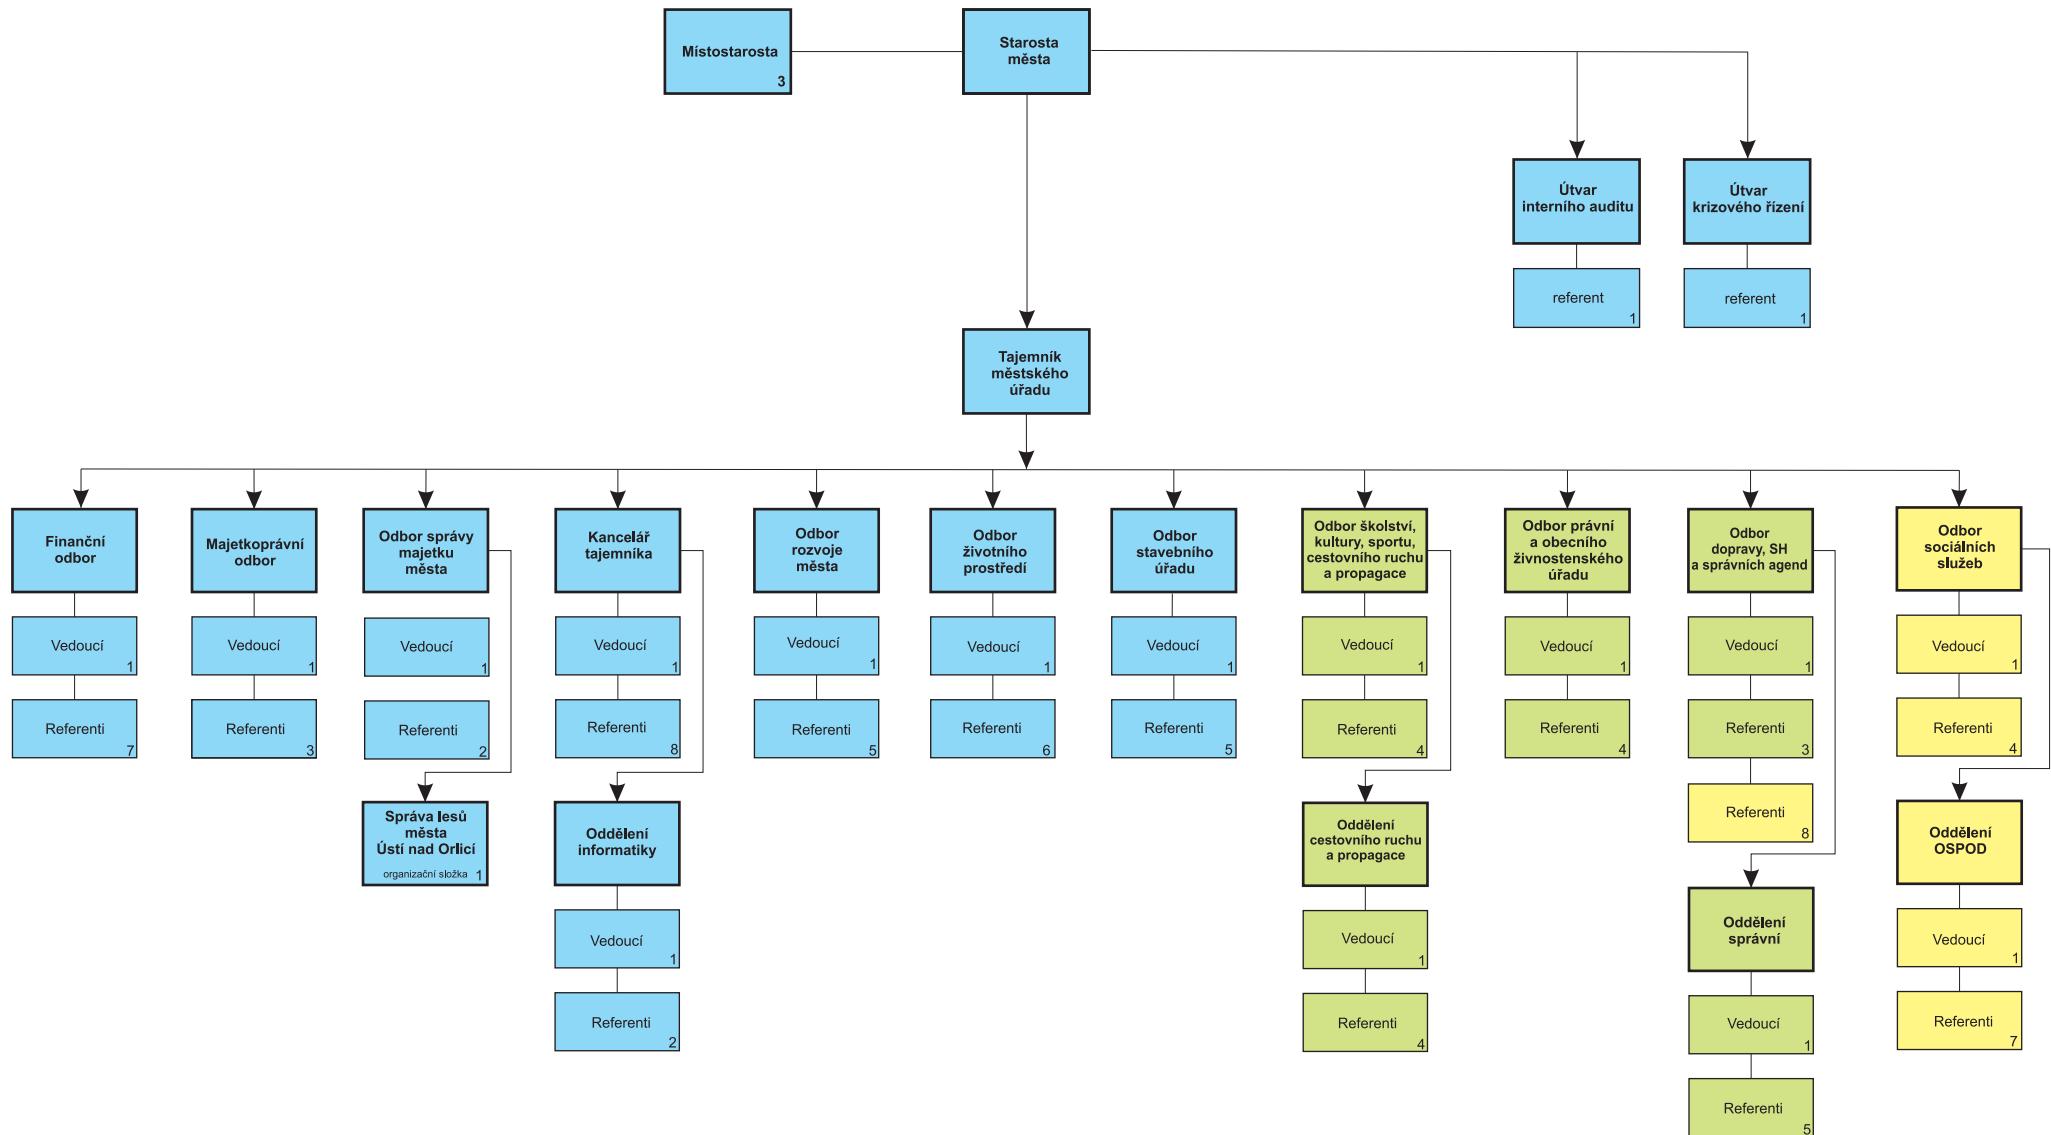 Místostarosta
3
Starosta
města
Útvar
interního auditu
Útvar
krizového řízení
referent
1
referent
1
Tajemník
městského
úřadu
Finanční
odbor
Vedoucí
1
Referenti
7
Majetkoprávní
odbor
Vedoucí
1
Referenti
3
Odbor správy
majetku
města
Vedoucí
1
Referenti
2
Správa lesů
města
Ústí nad Orlicí
organizační složka 1
Kancelář
tajemníka
Vedoucí
1
Referenti
8
Oddělení
informatiky
Vedoucí
1
Referenti
2
Odbor
rozvoje
města
Vedoucí
1
Referenti
5
Odbor
životního
prostředí
Vedoucí
1
Referenti
6
Odbor
stavebního
úřadu
Vedoucí
1
Referenti
5
Odbor školství,
kultury, sportu,
cestovního ruchu
a propagace
Vedoucí
1
Referenti
4
Oddělení
cestovního ruchu
a propagace
Vedoucí
1
Referenti
4
Odbor právní
a obecního
živnostenského
úřadu
Vedoucí
1
Referenti
4
Odbor
dopravy, SH
a správních agend
Vedoucí
1
Referenti
3
Referenti
8
Oddělení
správní
Vedoucí
1
Referenti
5
Odbor
sociálních
služeb
Vedoucí
1
Referenti
4
Oddělení
OSPOD
Vedoucí
1
Referenti
7